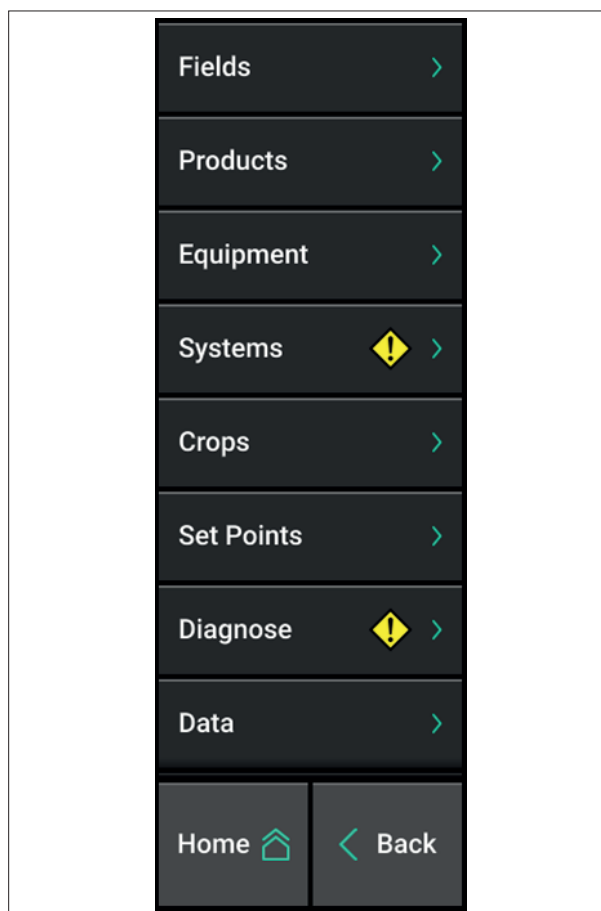 Fields
Products
Equipment
Systems
Crops
Set Points
Diagnose
Data
Home
Back